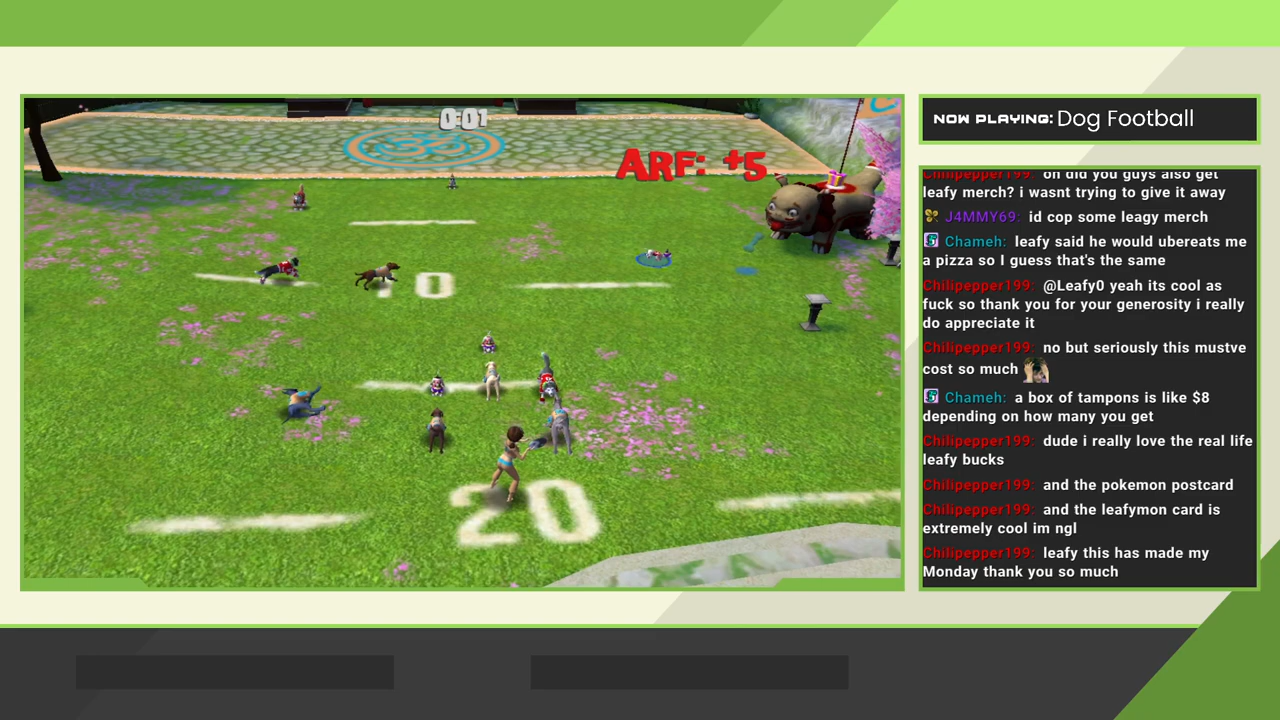 0:01
ARF: +5
10
20
NOW PLAYING: Dog Football
Chilipepper199: oh did you guys also get
leafy merch? i wasnt trying to give it away
J4MMY69: id cop some leagy merch
Chameh: leafy said he would ubereats me
a pizza so I guess that's the same
Chilipepper199: @Leafy0 yeah its cool as
fuck so thank you for your generosity i really
do appreciate it
Chilipepper199: no but seriously this mustve
cost so much
Chameh: a box of tampons is like $8
depending on how many you get
Chilipepper199: dude i really love the real life
leafy bucks
Chilipepper199: and the pokemon postcard
Chilipepper199: and the leafymon card is
extremely cool im ngl
Chilipepper199: leafy this has made my
Monday thank you so much